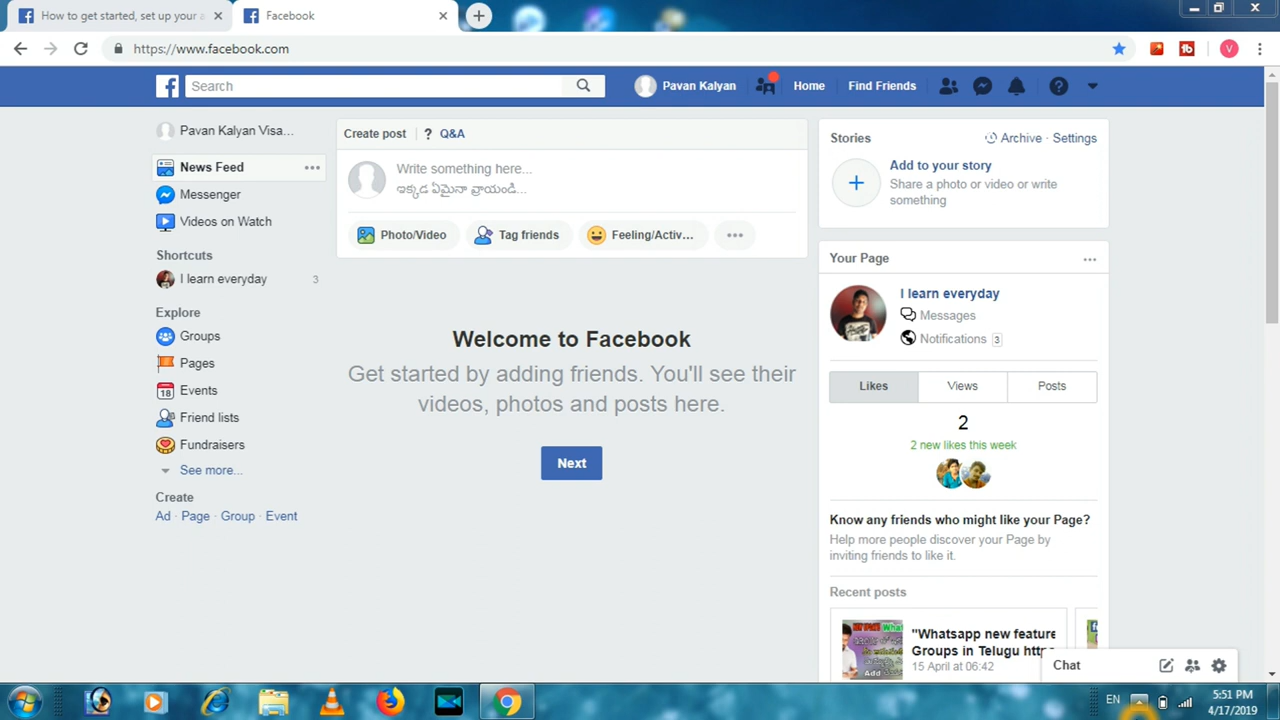 How to get started, set up your a
Facebook
https://www.facebook.com
Search
Pavan Kalyan
Home
Find Friends
Pavan Kalyan Visa...
News Feed
Messenger
Videos on Watch
Shortcuts
I learn everyday 3
Explore
Groups
Pages
18 Events
Friend lists
Fundraisers
See more...
Create
Ad · Page · Group · Event
Create post
? Q&A
Write something here...
ఇక్కడ ఏమైనా వ్రాయండి...
Photo/Video
Tag friends
Feeling/Activ...
Welcome to Facebook
Get started by adding friends. You'll see their
videos, photos and posts here.
Next
Stories
Archive · Settings
Add to your story
Share a photo or video or write
something
Your Page
I learn everyday
Messages
Notifications 3
Likes
Views
Posts
2
2 new likes this week
Know any friends who might like your Page?
Help more people discover your Page by
inviting friends to like it.
Recent posts
"Whatsapp new feature
Groups in Telugu http
15 April at 06:42
Chat
EN
5:51 PM
4/17/2019